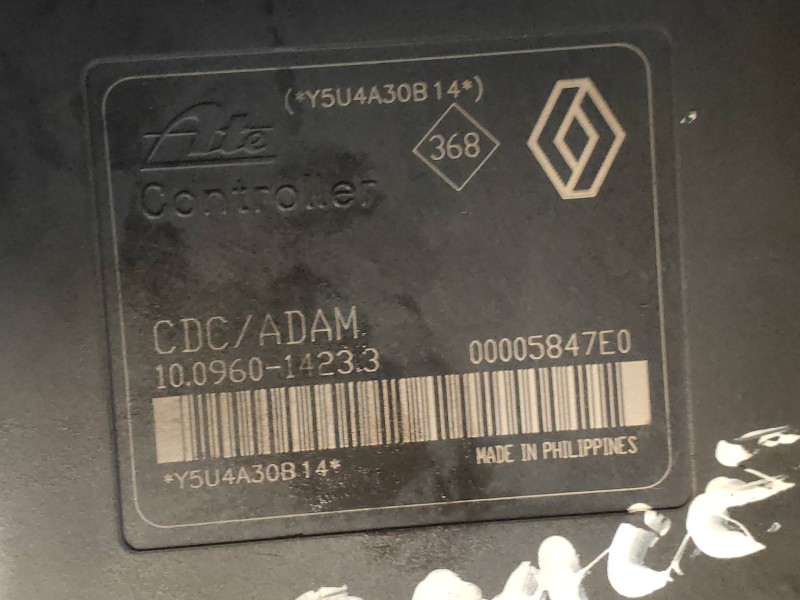 (*Y5U4A30B14*)
Ate
368
Controller
CDC/ADAM
10.0960-1423.3
00005847E0
*Y5U4A30B14*
MADE IN PHILIPPINES